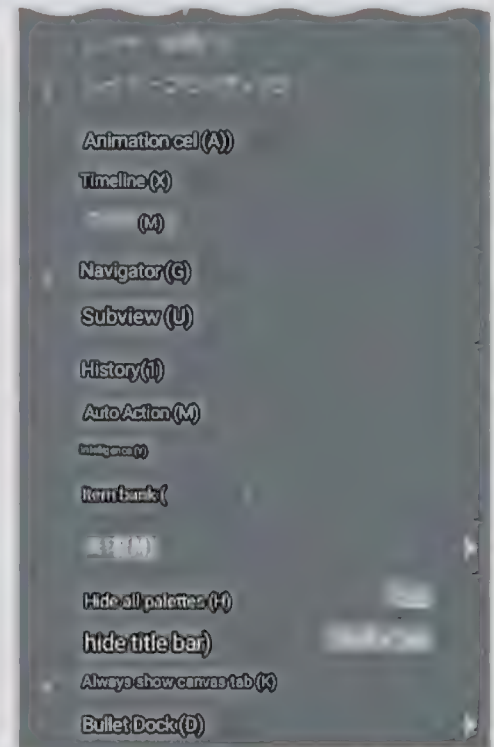 Animation cel (A))
Timeline (X)
(M)
Navigator (G)
Subview (U)
History(1)
Auto Action (M)
Intelligence (Y)
Item bank (
(M)
Hide all palettes (H)
hide title bar)
Always show canvas tab (K)
Bullet Dock (D)